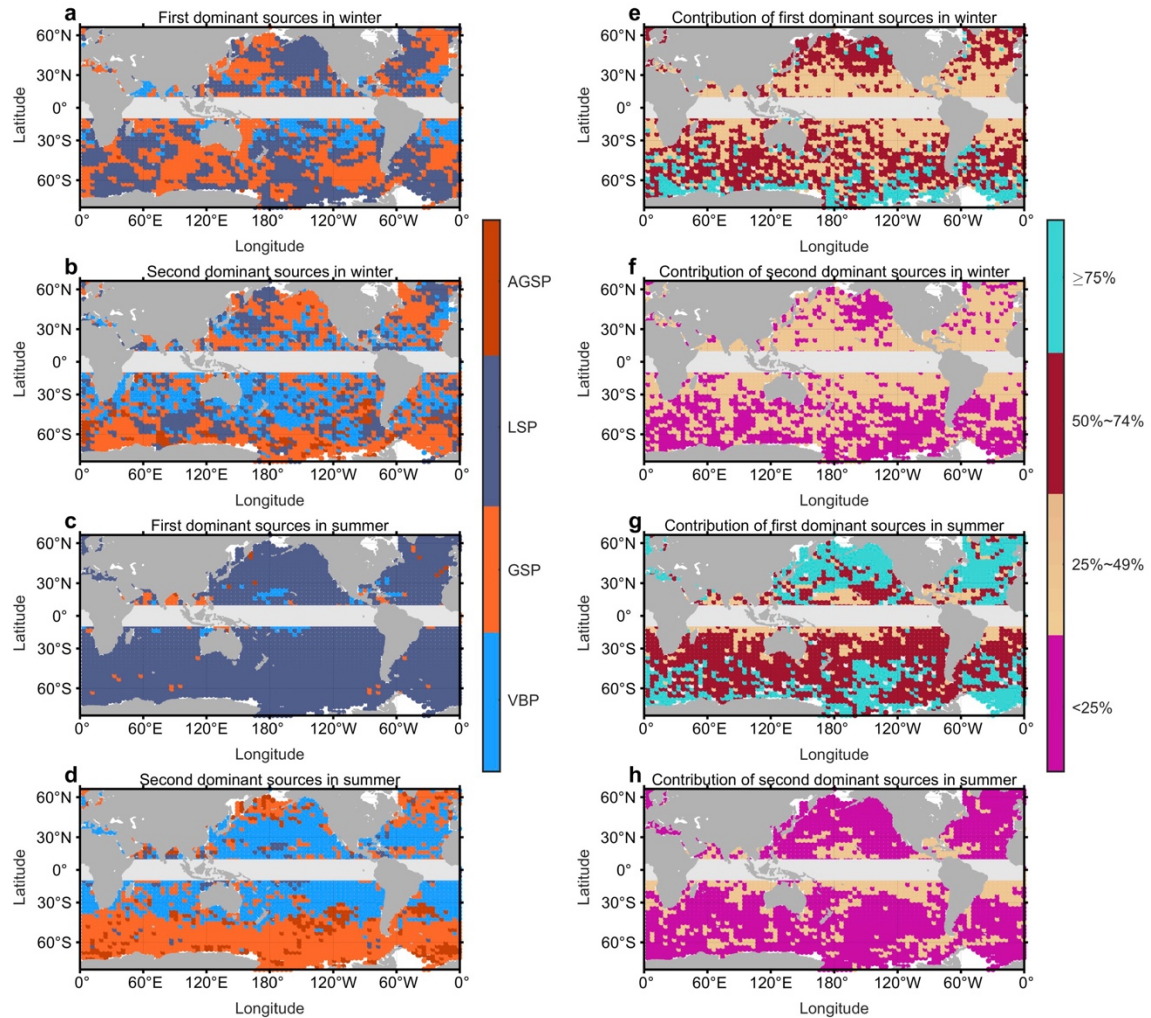 a First dominant sources in winter
60°N
30°N
0°
30°S
60°S
Latitude
0° 60°E 120°E 180° 120°W 60°W 0°
Longitude
b Second dominant sources in winter
60°N
30°N
0°
30°S
60°S
Latitude
0° 60°E 120°E 180° 120°W 60°W 0°
Longitude
c First dominant sources in summer
60°N
30°N
0°
30°S
60°S
Latitude
0° 60°E 120°E 180° 120°W 60°W 0°
Longitude
d Second dominant sources in summer
60°N
30°N
0°
30°S
60°S
Latitude
0° 60°E 120°E 180° 120°W 60°W 0°
Longitude
AGSP
LSP
GSP
VBP
e Contribution of first dominant sources in winter
60°N
30°N
0°
30°S
60°S
Latitude
0° 60°E 120°E 180° 120°W 60°W 0°
Longitude
f Contribution of second dominant sources in winter
60°N
30°N
0°
30°S
60°S
Latitude
0° 60°E 120°E 180° 120°W 60°W 0°
Longitude
g Contribution of first dominant sources in summer
60°N
30°N
0°
30°S
60°S
Latitude
0° 60°E 120°E 180° 120°W 60°W 0°
Longitude
h Contribution of second dominant sources in summer
60°N
30°N
0°
30°S
60°S
Latitude
0° 60°E 120°E 180° 120°W 60°W 0°
Longitude
≥75%
50%~74%
25%~49%
<25%